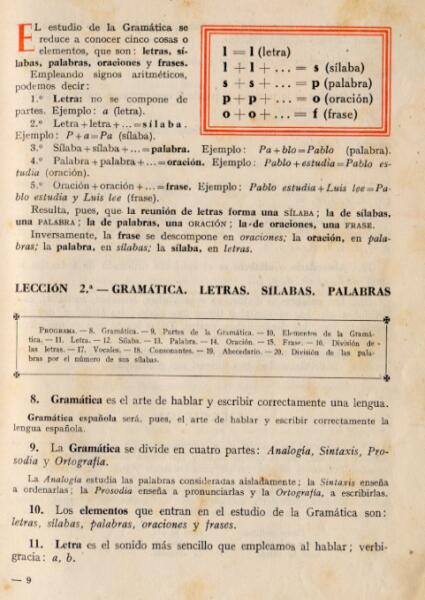 EL estudio de la Gramática se
reduce a conocer cinco cosas o
elementos, que son: letras, sí-
labas, palabras, oraciones y frases.
Empleando signos aritméticos,
podemos decir:
1.º Letra: no se compone de
partes. Ejemplo: a (letra).
2.º Letra+letra+...=sílaba.
Ejemplo: P+a=Pa (sílaba).
l = l (letra)
l + l + ... = s (sílaba)
s + s + ... = p (palabra)
p + p + ... = o (oración)
o + o + ... = f (frase)
3.º Sílaba+sílaba+...=palabra. Ejemplo: Pa+blo=Pablo (palabra).
4.º Palabra+palabra+...=oración. Ejemplo: Pablo+estudia=Pablo es-
tudia (oración).
5.º Oración+oración+...=frase. Ejemplo: Pablo estudia+Luis lee=Pa-
blo estudia y Luis lee (frase).
Resulta, pues, que la reunión de letras forma una SÍLABA; la de sílabas,
una PALABRA; la de palabras, una ORACIÓN; la de oraciones, una FRASE.
Inversamente, la frase se descompone en oraciones; la oración, en pala-
bras; la palabra, en sílabas; la sílaba, en letras.
LECCIÓN 2.ª — GRAMÁTICA. LETRAS. SÍLABAS. PALABRAS
PROGRAMA. — 8. Gramática. — 9. Partes de la Gramática. — 10. Elementos de la Gramá-
tica. — 11. Letra. — 12. Sílaba. — 13. Palabra. — 14. Oración. — 15. Frase. — 16. División de
las letras. — 17. Vocales. — 18. Consonantes. — 19. Abecedario. — 20. División de las pala-
bras por el número de sus sílabas.
8. Gramática es el arte de hablar y escribir correctamente una lengua.
Gramática española será, pues, el arte de hablar y escribir correctamente la
lengua española.
9. La Gramática se divide en cuatro partes: Analogía, Sintaxis, Pro-
sodia y Ortografía.
La Analogía estudia las palabras consideradas aisladamente; la Sintaxis enseña
a ordenarlas; la Prosodia enseña a pronunciarlas y la Ortografía, a escribirlas.
10. Los elementos que entran en el estudio de la Gramática son:
letras, sílabas, palabras, oraciones y frases.
11. Letra es el sonido más sencillo que empleamos al hablar; verbi-
gracia: a, b.
— 9